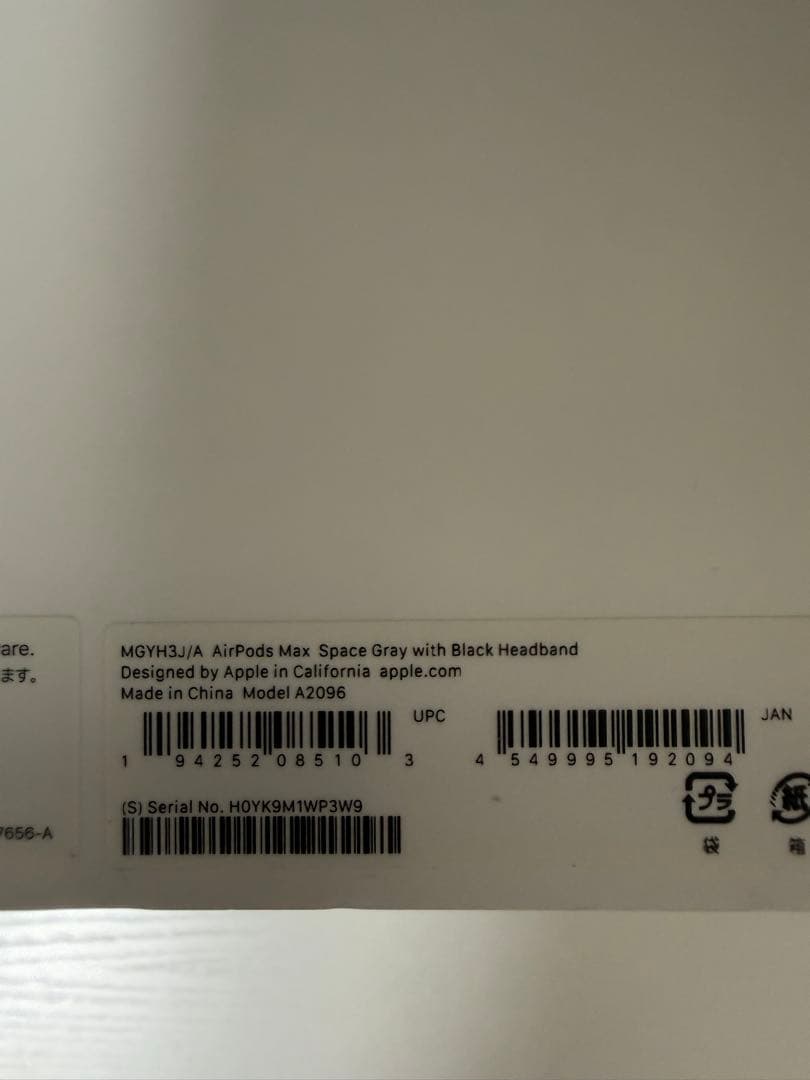 are.
ます。
7656-A
MGYH3J/A AirPods Max Space Gray with Black Headband
Designed by Apple in California apple.com
Made in China Model A2096
UPC
1 94252 08510 3
JAN
4 549995 192094
(S) Serial No. H0YK9M1WP3W9
プラ
袋
紙
箱